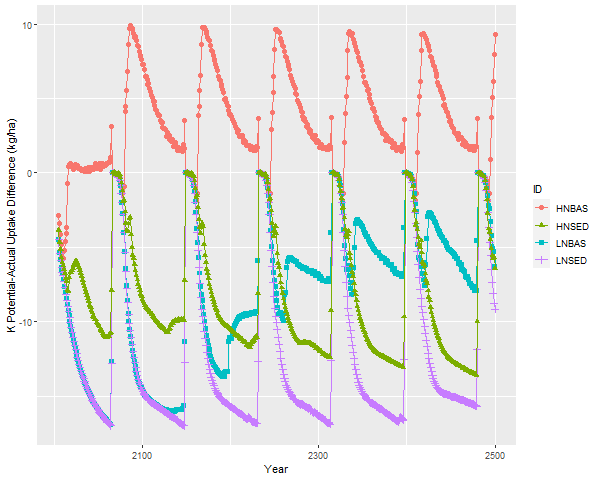 K Potential-Actual Uptake Difference (kg/ha)
10
0
-10
2100
2300
2500
Year
ID
HNBAS
HNSED
LNBAS
LNSED